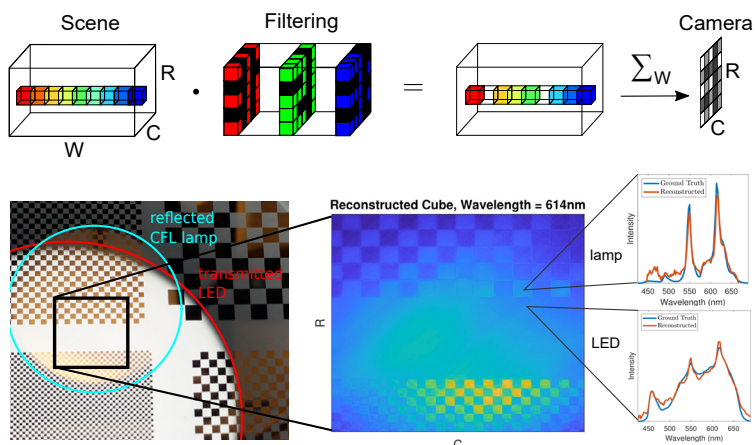 Scene
Filtering
Camera
R
C
W
·
=
∑W
R
C
reflected
CFL lamp
transmitted
LED
Reconstructed Cube, Wavelength = 614nm
R
C
lamp
LED
Ground Truth
Reconstructed
Intensity
450 500 550 600 650
Wavelength (nm)
Ground Truth
Reconstructed
Intensity
450 500 550 600 650
Wavelength (nm)